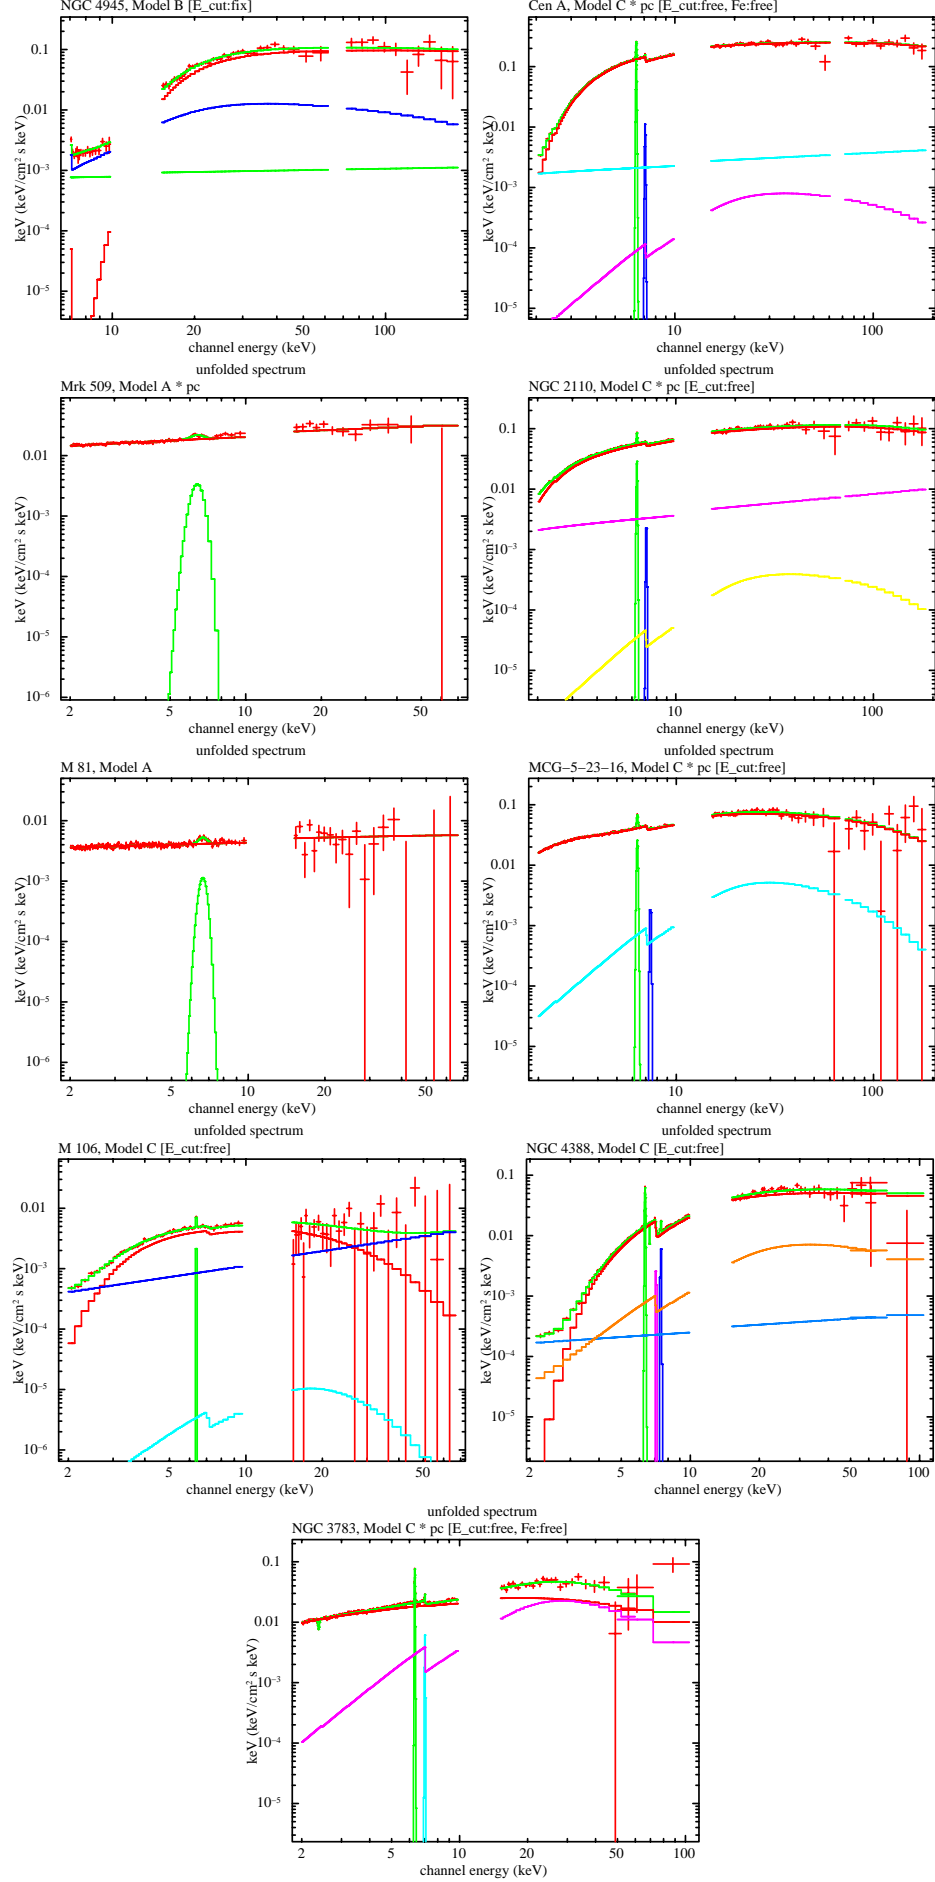 NGC 4945, Model B [E_cut:fix]
keV (keV/cm² s keV)
0.1
0.01
10⁻³
10⁻⁴
10⁻⁵
10 20 50 100
channel energy (keV)
Cen A, Model C * pc [E_cut:free, Fe:free]
keV (keV/cm² s keV)
0.1
0.01
10⁻³
10⁻⁴
10⁻⁵
10 100
channel energy (keV)
unfolded spectrum
Mrk 509, Model A * pc
keV (keV/cm² s keV)
0.01
10⁻³
10⁻⁴
10⁻⁵
10⁻⁶
2 5 10 20 50
channel energy (keV)
unfolded spectrum
NGC 2110, Model C * pc [E_cut:free]
keV (keV/cm² s keV)
0.1
0.01
10⁻³
10⁻⁴
10⁻⁵
10 100
channel energy (keV)
unfolded spectrum
M 81, Model A
keV (keV/cm² s keV)
0.01
10⁻³
10⁻⁴
10⁻⁵
10⁻⁶
2 5 10 20 50
channel energy (keV)
unfolded spectrum
MCG−5−23−16, Model C * pc [E_cut:free]
keV (keV/cm² s keV)
0.1
0.01
10⁻³
10⁻⁴
10⁻⁵
10 100
channel energy (keV)
unfolded spectrum
M 106, Model C [E_cut:free]
keV (keV/cm² s keV)
0.01
10⁻³
10⁻⁴
10⁻⁵
10⁻⁶
2 5 10 20 50
channel energy (keV)
unfolded spectrum
NGC 4388, Model C [E_cut:free]
keV (keV/cm² s keV)
0.1
0.01
10⁻³
10⁻⁴
10⁻⁵
2 5 10 20 50 100
channel energy (keV)
unfolded spectrum
NGC 3783, Model C * pc [E_cut:free, Fe:free]
keV (keV/cm² s keV)
0.1
0.01
10⁻³
10⁻⁴
10⁻⁵
2 5 10 20 50 100
channel energy (keV)